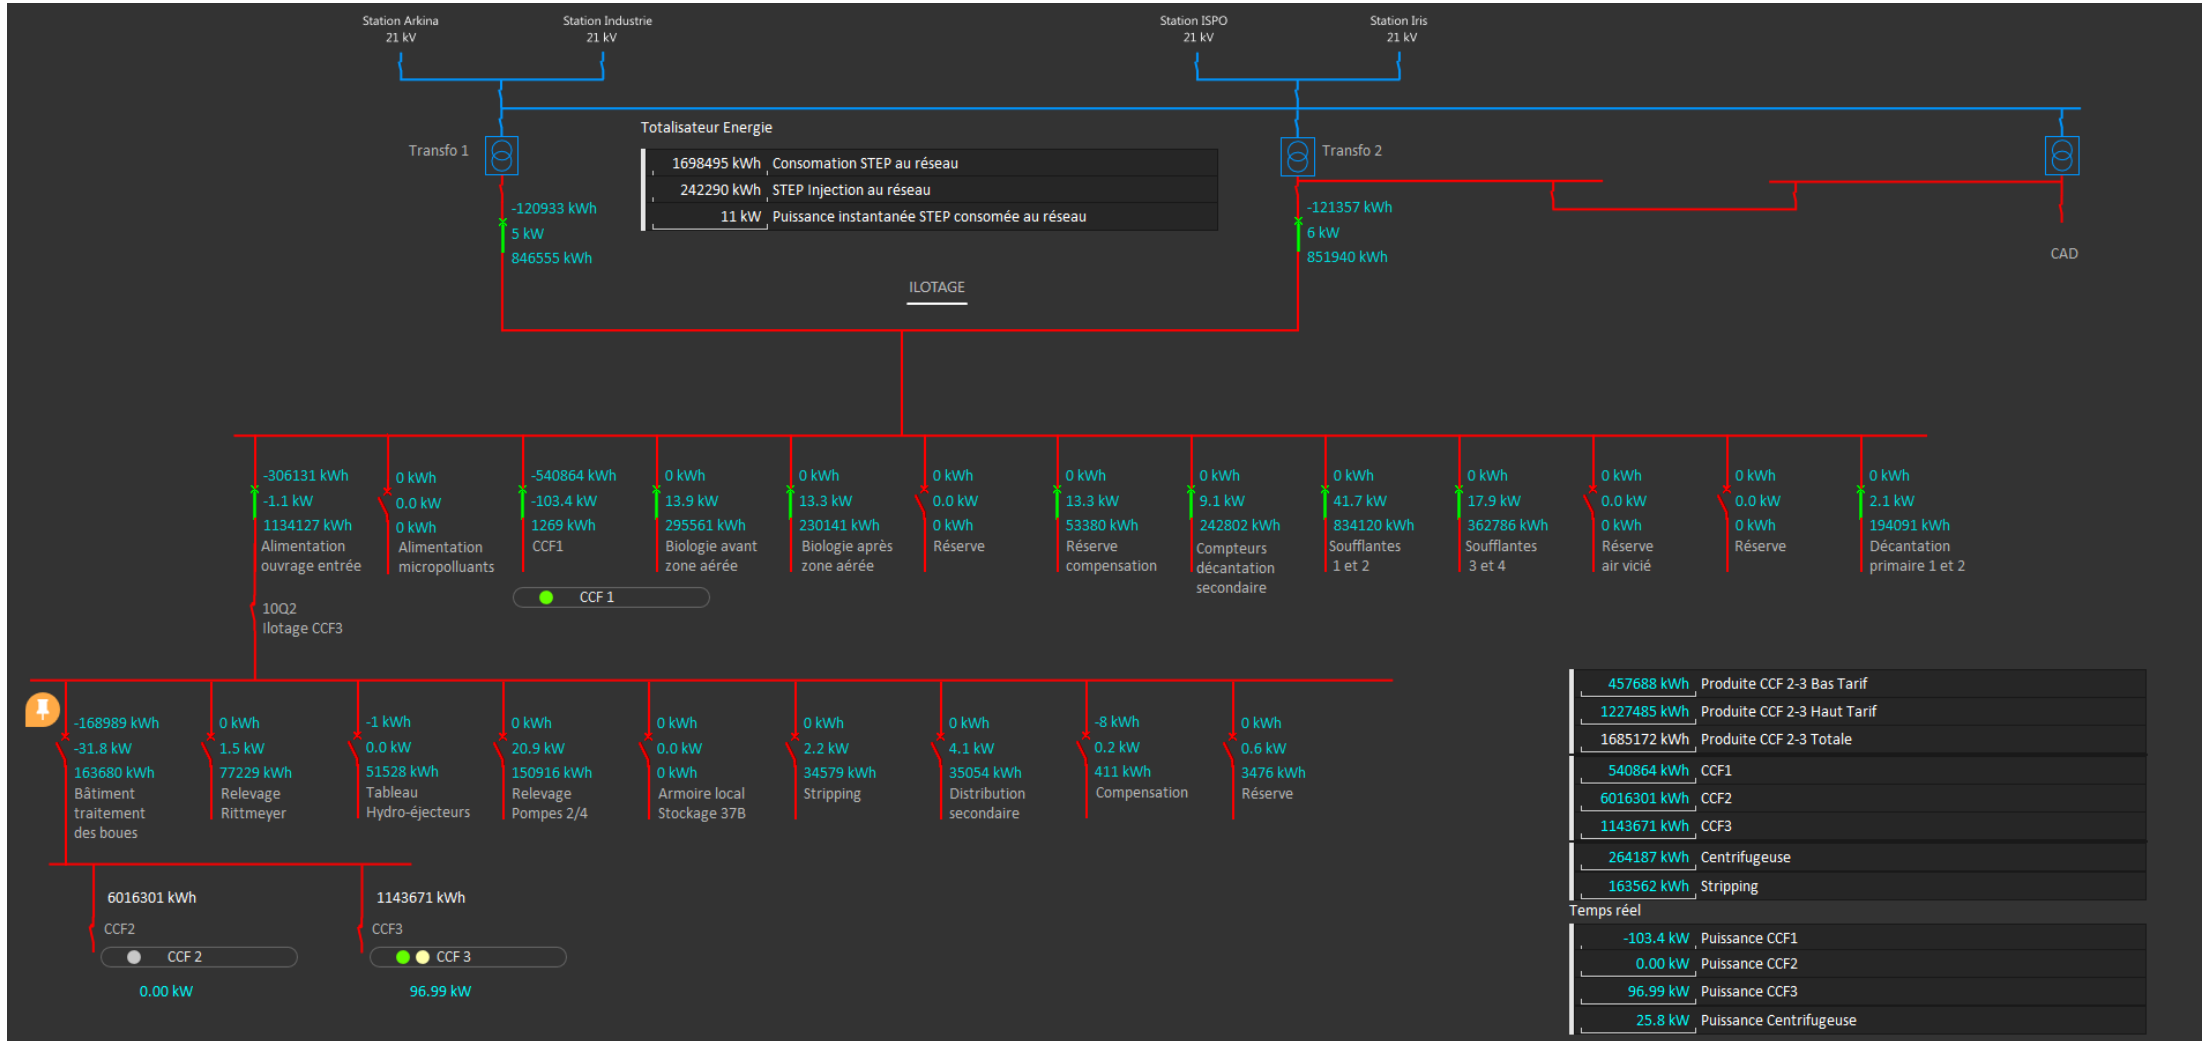 Station Arkina
21 kV
Station Industrie
21 kV
Station ISPO
21 kV
Station Iris
21 kV
Transfo 1
Totalisateur Energie
1698495 kWh Consomation STEP au réseau
242290 kWh STEP Injection au réseau
11 kW Puissance instantanée STEP consomée au réseau
Transfo 2
-120933 kWh
5 kW
846555 kWh
-121357 kWh
6 kW
851940 kWh
CAD
ILOTAGE
-306131 kWh
-1.1 kW
1134127 kWh
Alimentation
ouvrage entrée
0 kWh
0.0 kW
0 kWh
Alimentation
micropolluants
-540864 kWh
-103.4 kW
1269 kWh
CCF1
CCF 1
0 kWh
13.9 kW
295561 kWh
Biologie avant
zone aérée
0 kWh
13.3 kW
230141 kWh
Biologie après
zone aérée
0 kWh
0.0 kW
0 kWh
Réserve
0 kWh
13.3 kW
53380 kWh
Réserve
compensation
0 kWh
9.1 kW
242802 kWh
Compteurs
décantation
secondaire
0 kWh
41.7 kW
834120 kWh
Soufflantes
1 et 2
0 kWh
17.9 kW
362786 kWh
Soufflantes
3 et 4
0 kWh
0.0 kW
0 kWh
Réserve
air vicié
0 kWh
0.0 kW
0 kWh
Réserve
0 kWh
2.1 kW
194091 kWh
Décantation
primaire 1 et 2
10Q2
Ilotage CCF3
-168989 kWh
-31.8 kW
163680 kWh
Bâtiment
traitement
des boues
0 kWh
1.5 kW
77229 kWh
Relevage
Rittmeyer
-1 kWh
0.0 kW
51528 kWh
Tableau
Hydro-éjecteurs
0 kWh
20.9 kW
150916 kWh
Relevage
Pompes 2/4
0 kWh
0.0 kW
0 kWh
Armoire local
Stockage 37B
0 kWh
2.2 kW
34579 kWh
Stripping
0 kWh
4.1 kW
35054 kWh
Distribution
secondaire
-8 kWh
0.2 kW
411 kWh
Compensation
0 kWh
0.6 kW
3476 kWh
Réserve
6016301 kWh
CCF2
CCF 2
0.00 kW
1143671 kWh
CCF3
CCF 3
96.99 kW
457688 kWh Produite CCF 2-3 Bas Tarif
1227485 kWh Produite CCF 2-3 Haut Tarif
1685172 kWh Produite CCF 2-3 Totale
540864 kWh CCF1
6016301 kWh CCF2
1143671 kWh CCF3
264187 kWh Centrifugeuse
163562 kWh Stripping
Temps réel
-103.4 kW Puissance CCF1
0.00 kW Puissance CCF2
96.99 kW Puissance CCF3
25.8 kW Puissance Centrifugeuse